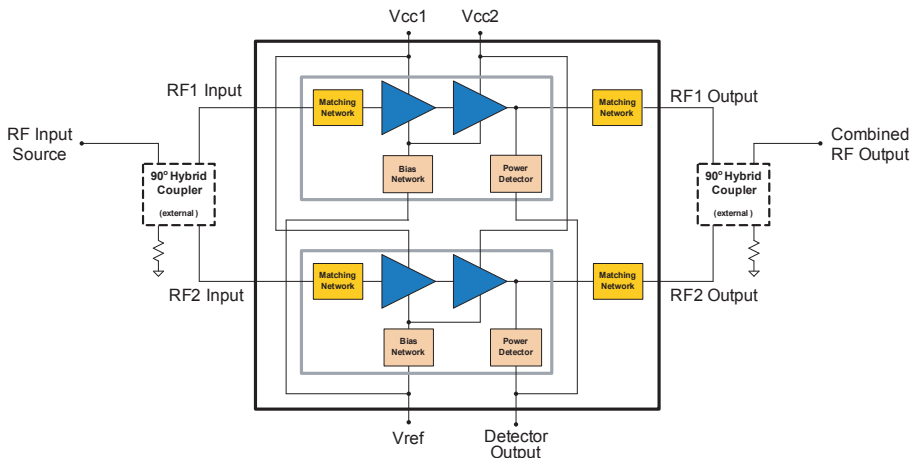 Vcc1
Vcc2
RF1 Input
Matching
Network
Matching
Network
RF1 Output
RF Input
Source
Combined
RF Output
Bias
Network
Power
Detector
90° Hybrid
Coupler
(external)
90° Hybrid
Coupler
(external)
RF2 Input
Matching
Network
Matching
Network
RF2 Output
Bias
Network
Power
Detector
Vref
Detector
Output